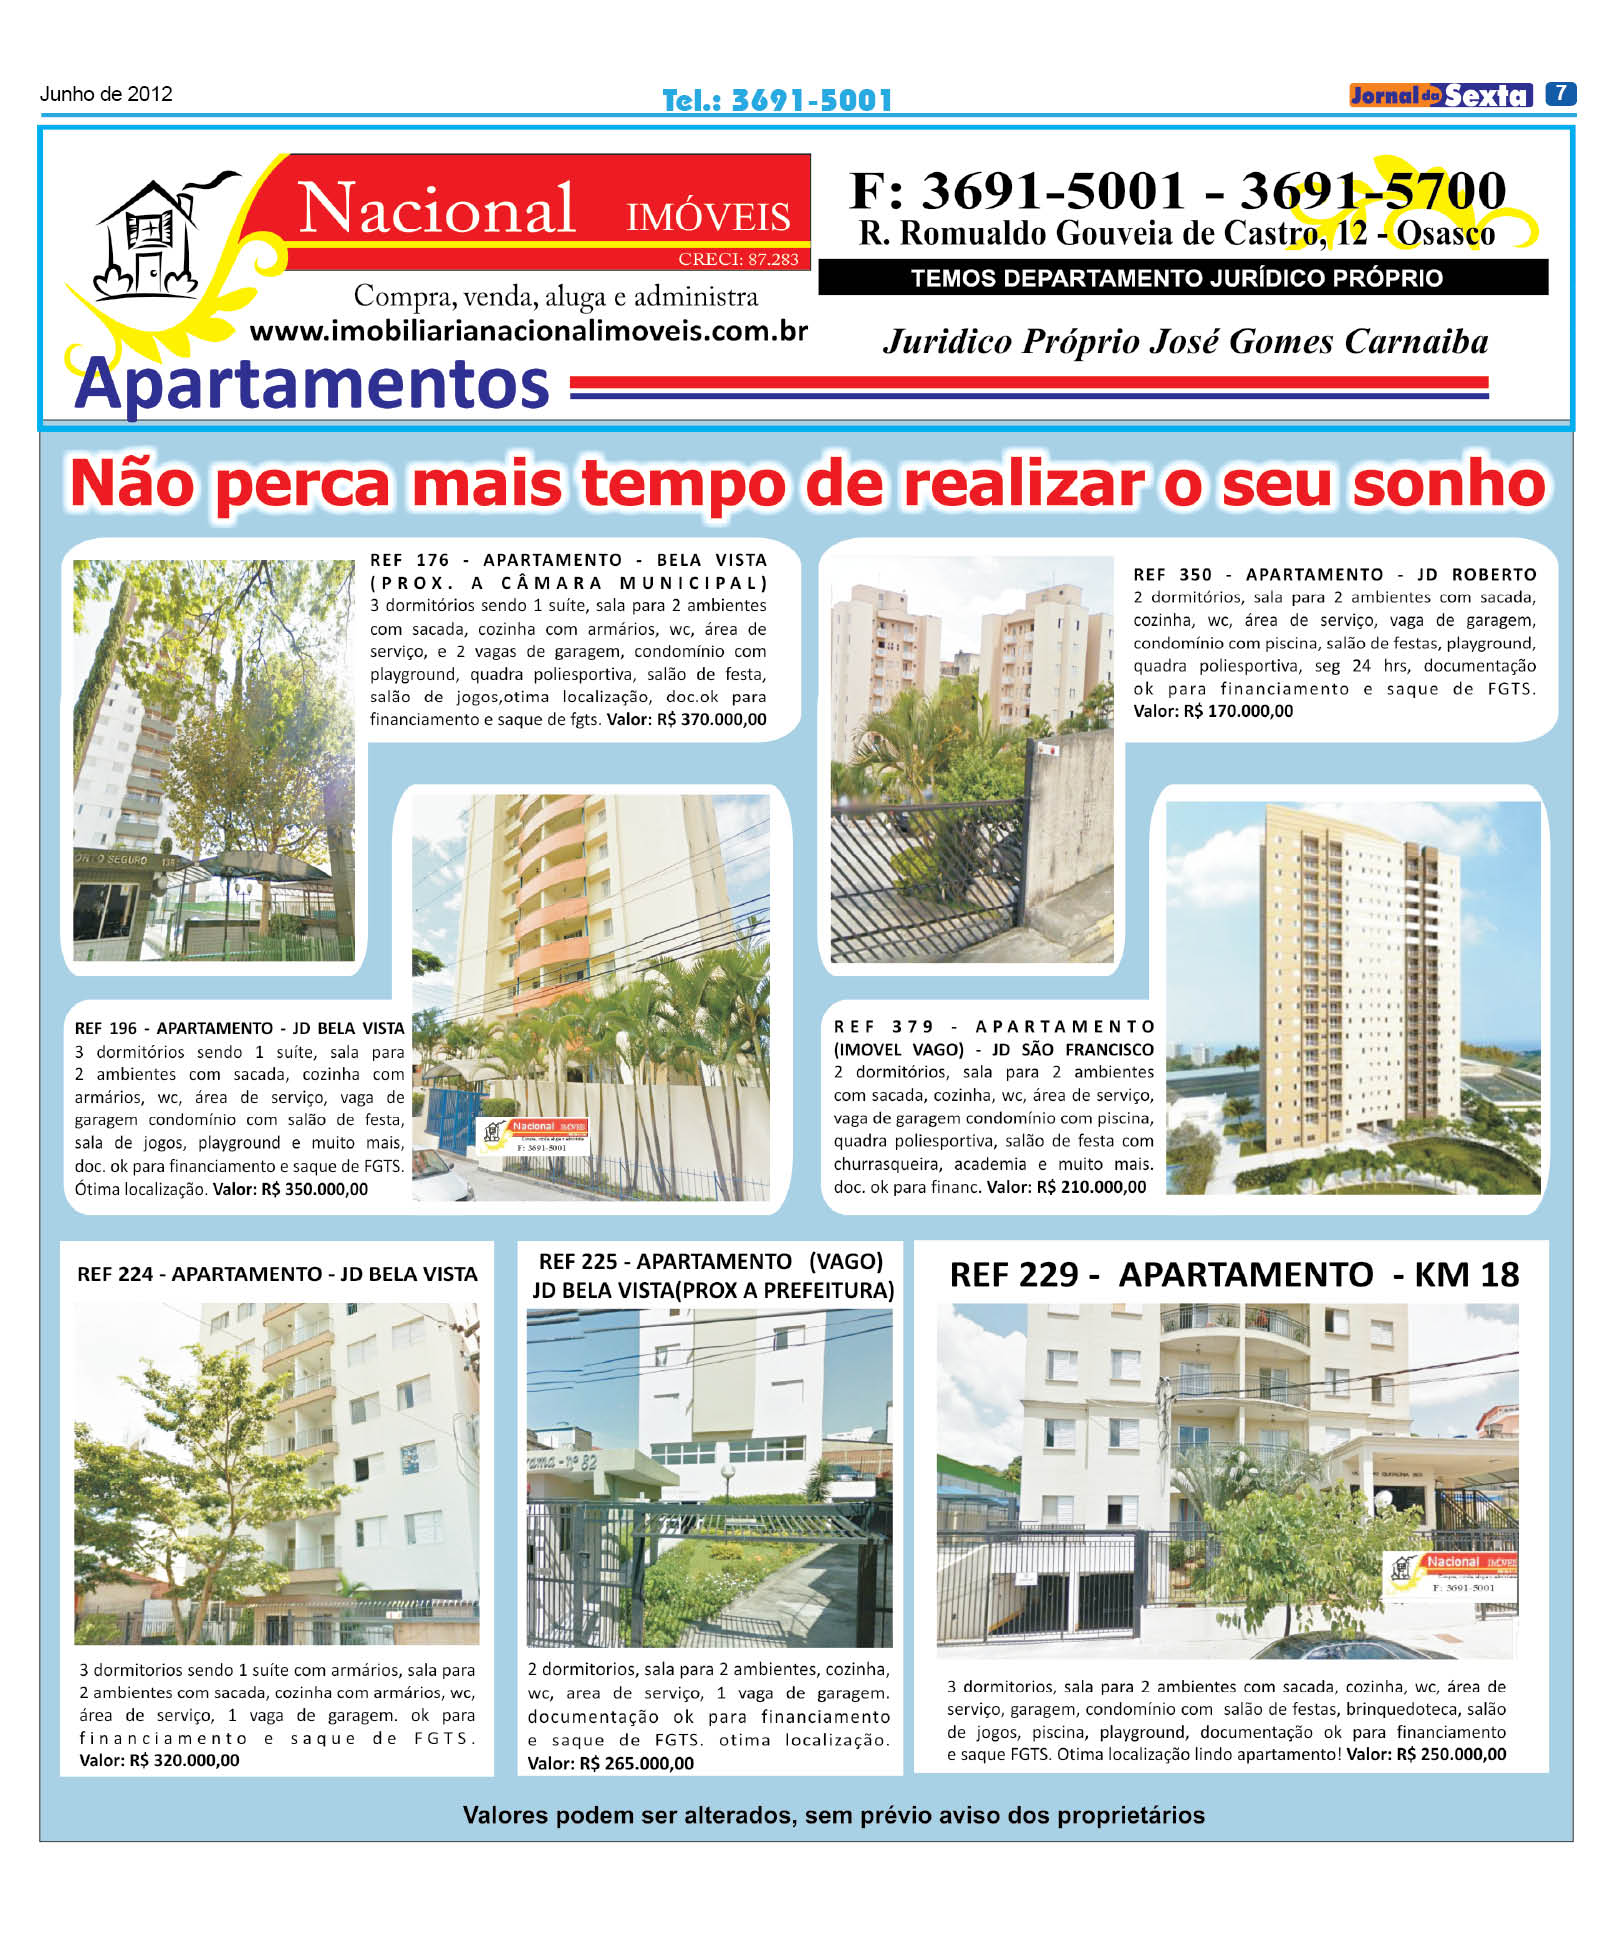 Junho de 2012
Tel.: 3691-5001
Jornal da Sexta
7
Nacional IMÓVEIS
CRECI: 87.283
Compra, venda, aluga e administra
www.imobiliarianacionalimoveis.com.br
F: 3691-5001 - 3691-5700
R. Romualdo Gouveia de Castro, 12 - Osasco
TEMOS DEPARTAMENTO JURÍDICO PRÓPRIO
Juridico Próprio José Gomes Carnaiba
Apartamentos
Não perca mais tempo de realizar o seu sonho
REF 176 - APARTAMENTO - BELA VISTA
(PROX. A CÂMARA MUNICIPAL)
3 dormitórios sendo 1 suíte, sala para 2 ambientes
com sacada, cozinha com armários, wc, área de
serviço, e 2 vagas de garagem, condomínio com
playground, quadra poliesportiva, salão de festa,
salão de jogos,otima localização, doc.ok para
financiamento e saque de fgts. Valor: R$ 370.000,00
REF 350 - APARTAMENTO - JD ROBERTO
2 dormitórios, sala para 2 ambientes com sacada,
cozinha, wc, área de serviço, vaga de garagem,
condomínio com piscina, salão de festas, playground,
quadra poliesportiva, seg 24 hrs, documentação
ok para financiamento e saque de FGTS.
Valor: R$ 170.000,00
ONTO SEGURO 138
REF 196 - APARTAMENTO - JD BELA VISTA
3 dormitórios sendo 1 suíte, sala para
2 ambientes com sacada, cozinha com
armários, wc, área de serviço, vaga de
garagem condomínio com salão de festa,
sala de jogos, playground e muito mais,
doc. ok para financiamento e saque de FGTS.
Ótima localização. Valor: R$ 350.000,00
Nacional IMÓVEIS
Compra, venda, aluga e administra
F: 3691-5001
REF 379 - APARTAMENTO
(IMOVEL VAGO) - JD SÃO FRANCISCO
2 dormitórios, sala para 2 ambientes
com sacada, cozinha, wc, área de serviço,
vaga de garagem condomínio com piscina,
quadra poliesportiva, salão de festa com
churrasqueira, academia e muito mais.
doc. ok para financ. Valor: R$ 210.000,00
REF 224 - APARTAMENTO - JD BELA VISTA
3 dormitorios sendo 1 suíte com armários, sala para
2 ambientes com sacada, cozinha com armários, wc,
área de serviço, 1 vaga de garagem. ok para
financiamento e saque de FGTS.
Valor: R$ 320.000,00
REF 225 - APARTAMENTO (VAGO)
JD BELA VISTA(PROX A PREFEITURA)
rama - nº 82
2 dormitorios, sala para 2 ambientes, cozinha,
wc, area de serviço, 1 vaga de garagem.
documentação ok para financiamento
e saque de FGTS. otima localização.
Valor: R$ 265.000,00
REF 229 - APARTAMENTO - KM 18
Nacional IMÓVEIS
F: 3691-5001
3 dormitorios, sala para 2 ambientes com sacada, cozinha, wc, área de
serviço, garagem, condomínio com salão de festas, brinquedoteca, salão
de jogos, piscina, playground, documentação ok para financiamento
e saque FGTS. Otima localização lindo apartamento! Valor: R$ 250.000,00
Valores podem ser alterados, sem prévio aviso dos proprietários